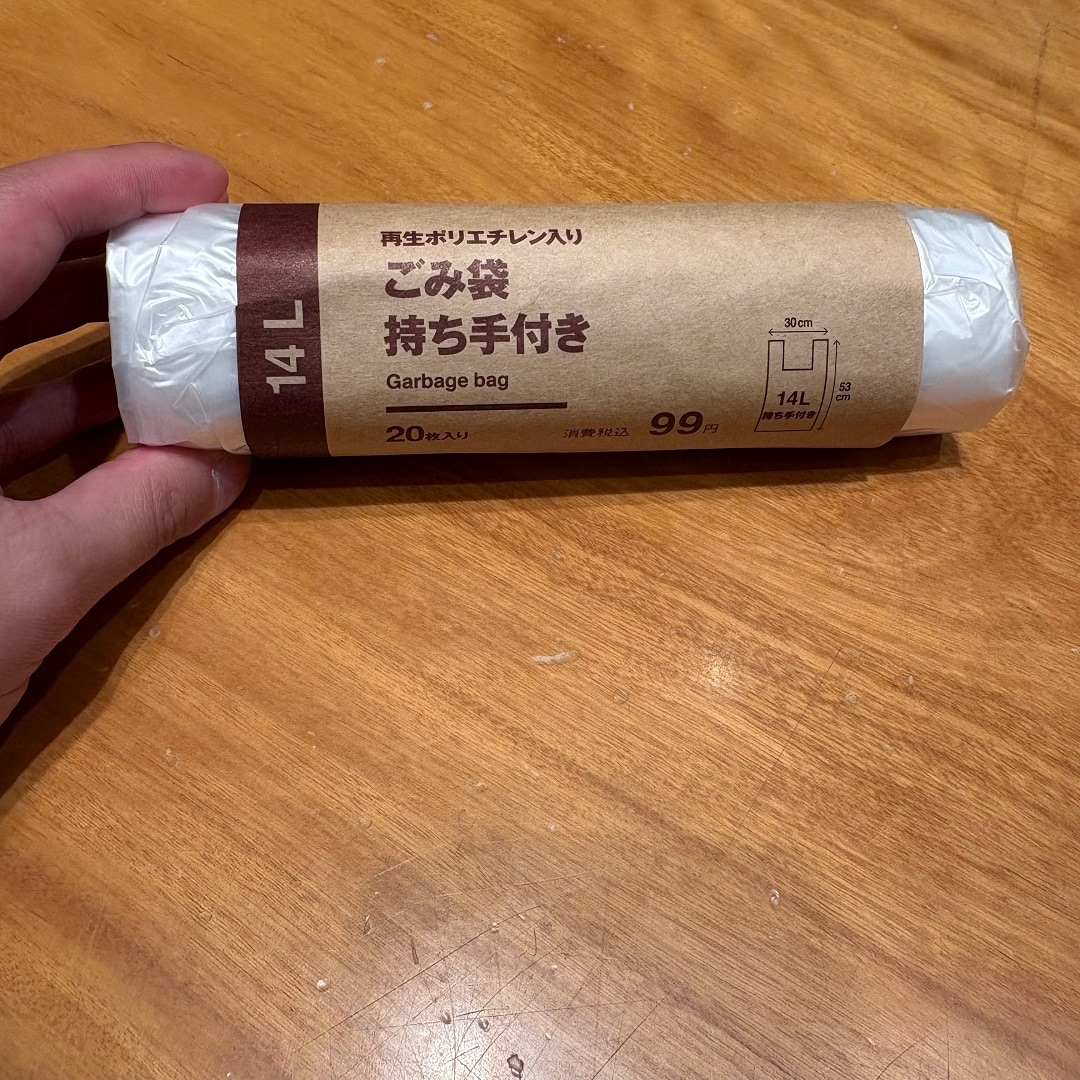 14L
再生ポリエチレン入り
ごみ袋
持ち手付き
Garbage bag
20枚入り
消費税込 99円
30cm
53
cm
14L
持ち手付き